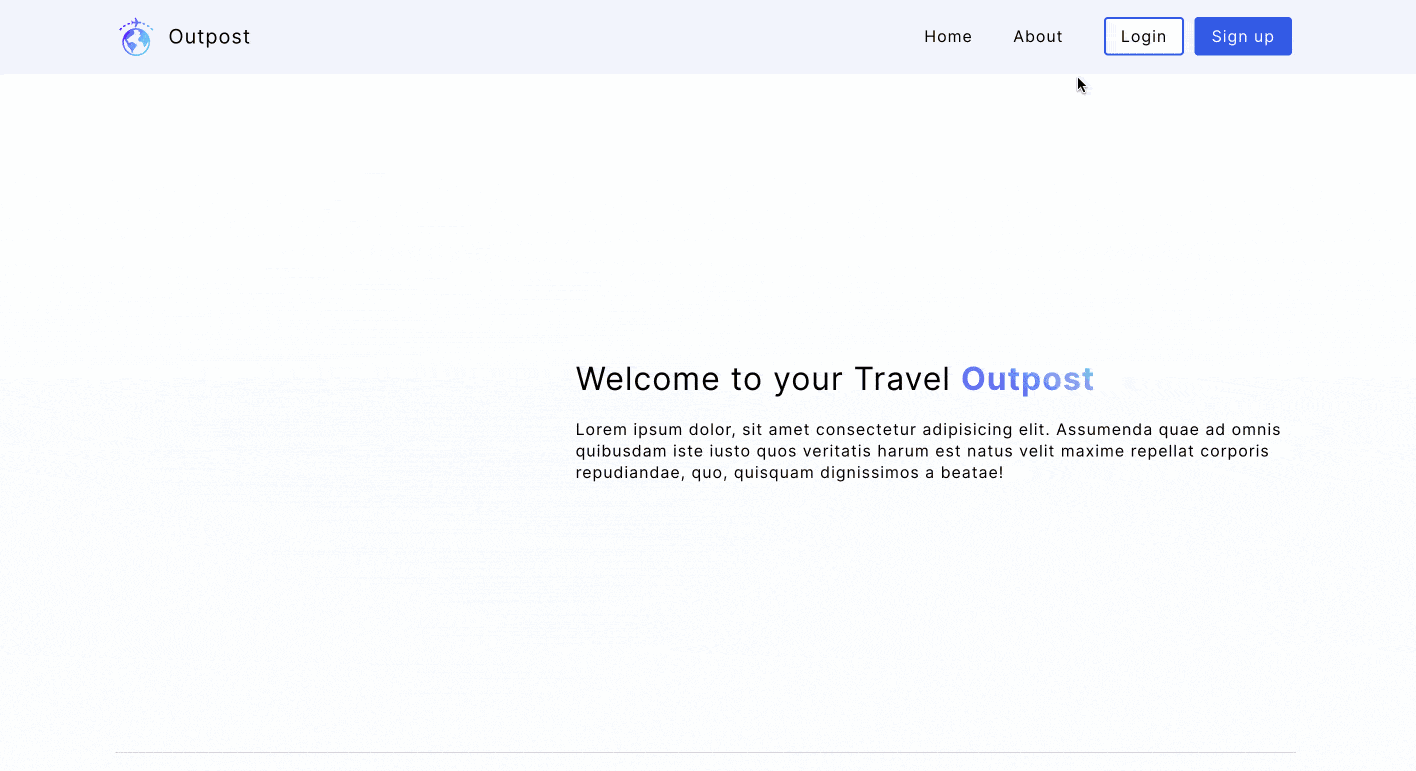 Outpost
Home
About
Login
Sign up
Welcome to your Travel Outpost
Lorem ipsum dolor, sit amet consectetur adipisicing elit. Assumenda quae ad omnis
quibusdam iste iusto quos veritatis harum est natus velit maxime repellat corporis
repudiandae, quo, quisquam dignissimos a beatae!